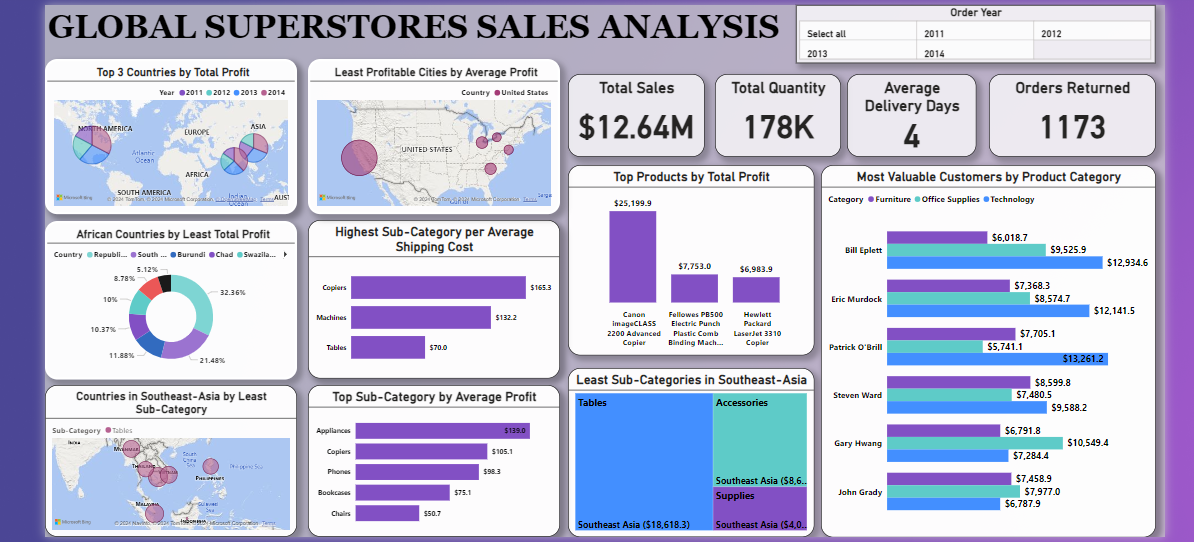 GLOBAL SUPERSTORES SALES ANALYSIS
Order Year
Select all
2011
2012
2013
2014
Top 3 Countries by Total Profit
Year 2011 2012 2013 2014
NORTH AMERICA
EUROPE
ASIA
Atlantic
Ocean
AFRICA
SOUTH AMERICA
Indian
Ocean
AUST
Microsoft Bing
© 2024 TomTom, © 2024 Microsoft Corporation,
Least Profitable Cities by Average Profit
Country United States
UNITED STATES
Microsoft Bing
© 2024 TomTom, © 2024 Microsoft Corporation
Total Sales
$12.64M
Total Quantity
178K
Average
Delivery Days
4
Orders Returned
1173
African Countries by Least Total Profit
Country Republi... South ... Burundi Chad Swazila...
5.12%
8.78%
32.36%
10%
10.37%
11.88%
21.48%
Highest Sub-Category per Average
Shipping Cost
Copiers $165.3
Machines $132.2
Tables $70.0
Top Products by Total Profit
$25,199.9
$7,753.0
$6,983.9
Canon
imageCLASS
2200 Advanced
Copier
Fellowes PB500
Electric Punch
Plastic Comb
Binding Mach...
Hewlett
Packard
LaserJet 3310
Copier
Most Valuable Customers by Product Category
Category Furniture Office Supplies Technology
Bill Eplett
$6,018.7
$9,525.9
$12,934.6
Eric Murdock
$7,368.3
$8,574.7
$12,141.5
Patrick O'Brill
$7,705.1
$5,741.1
$13,261.2
Steven Ward
$8,599.8
$7,480.5
$9,588.2
Gary Hwang
$6,791.8
$10,549.4
$7,284.4
John Grady
$7,458.9
$7,977.0
$6,787.9
Countries in Southeast-Asia by Least
Sub-Category
Sub-Category Tables
INDIA
MYANMAR
South
China
Sea
THAILAND
VIETNAM
Philippine Sea
PHILIPPINES
MALAYSIA
INDONESIA
Microsoft Bing
Microsoft Corporation
Top Sub-Category by Average Profit
Appliances $139.0
Copiers $105.1
Phones $98.3
Bookcases $75.1
Chairs $50.7
Least Sub-Categories in Southeast-Asia
Tables
Southeast Asia ($18,618.3)
Accessories
Southeast Asia ($8,6...
Supplies
Southeast Asia ($4,0...